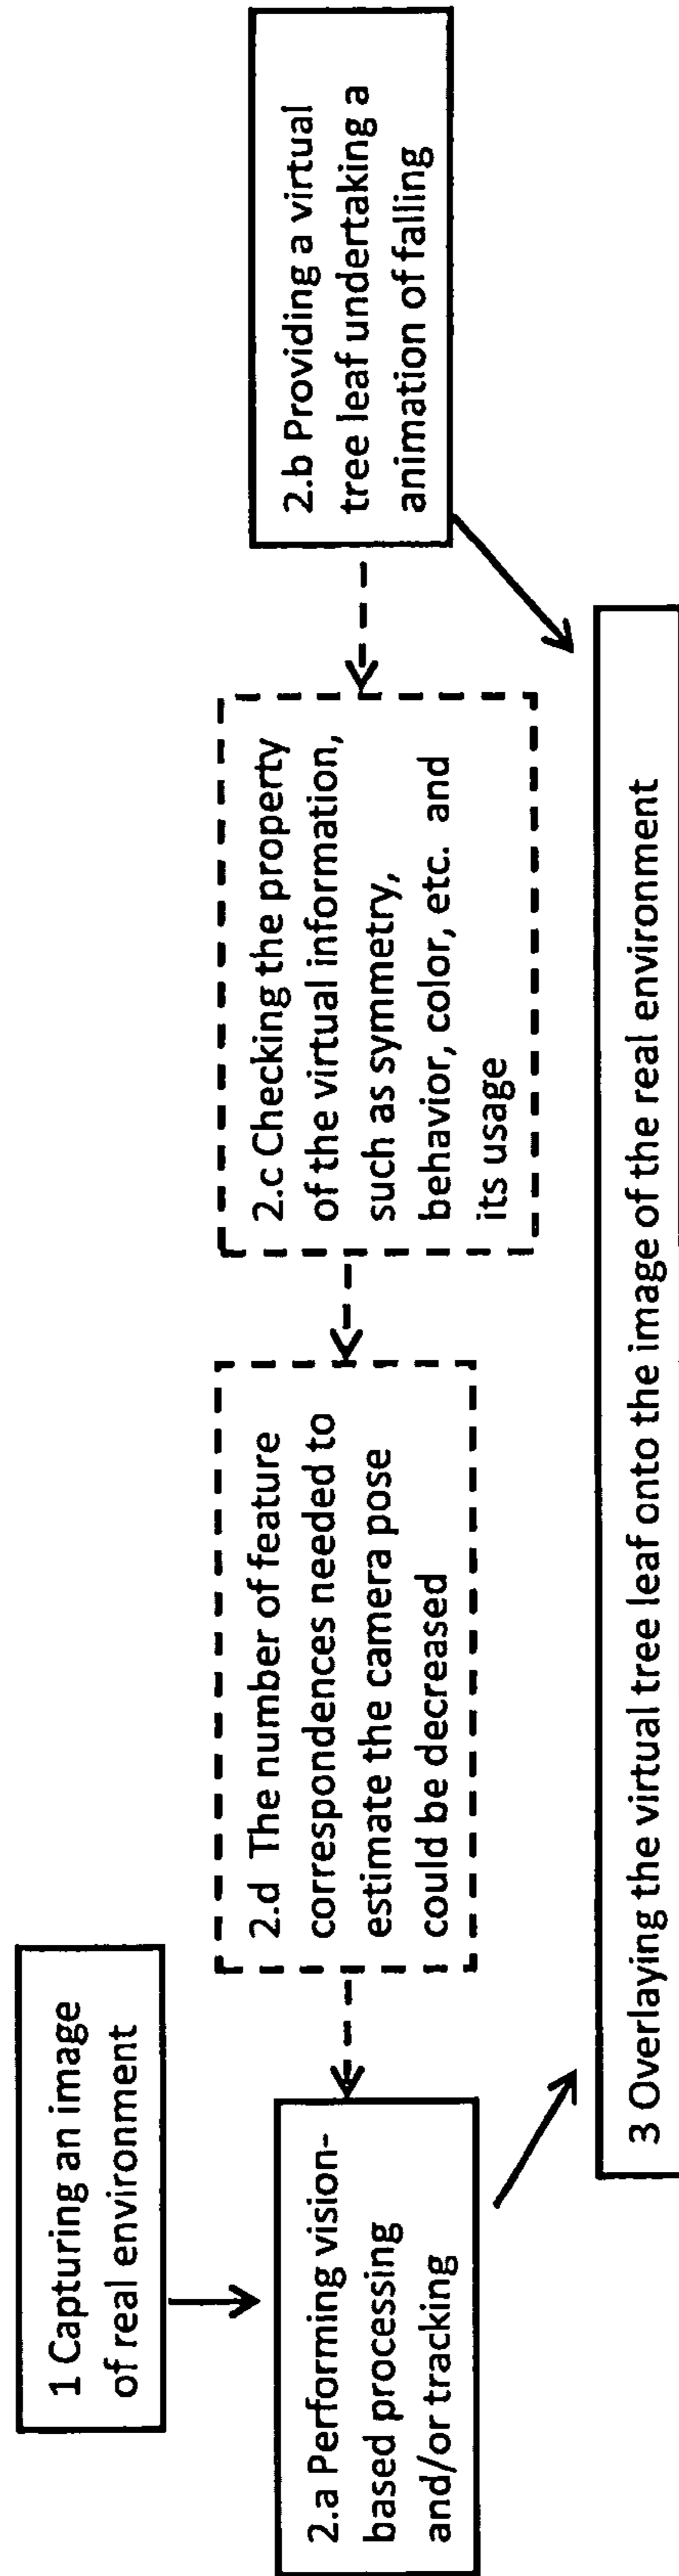 1 Capturing an image
of real environment
2.a Performing vision-
based processing
and/or tracking
2.d The number of feature
correspondences needed to
estimate the camera pose
could be decreased
2.c Checking the property
of the virtual information,
such as symmetry,
behavior, color, etc. and
its usage
2.b Providing a virtual
tree leaf undertaking a
animation of falling
3 Overlaying the virtual tree leaf onto the image of the real environment